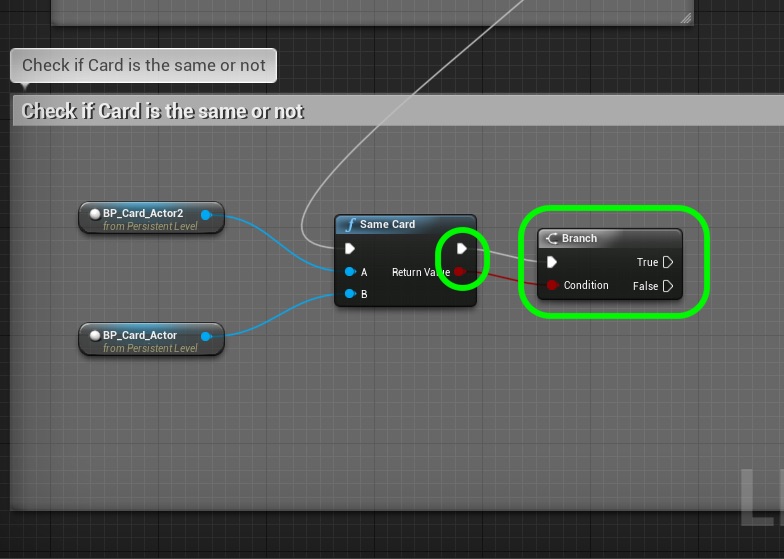 Check if Card is the same or not
Check if Card is the same or not
BP_Card_Actor2
from Persistent Level
Same Card
A
Return Value
B
Branch
True
Condition
False
BP_Card_Actor
from Persistent Level